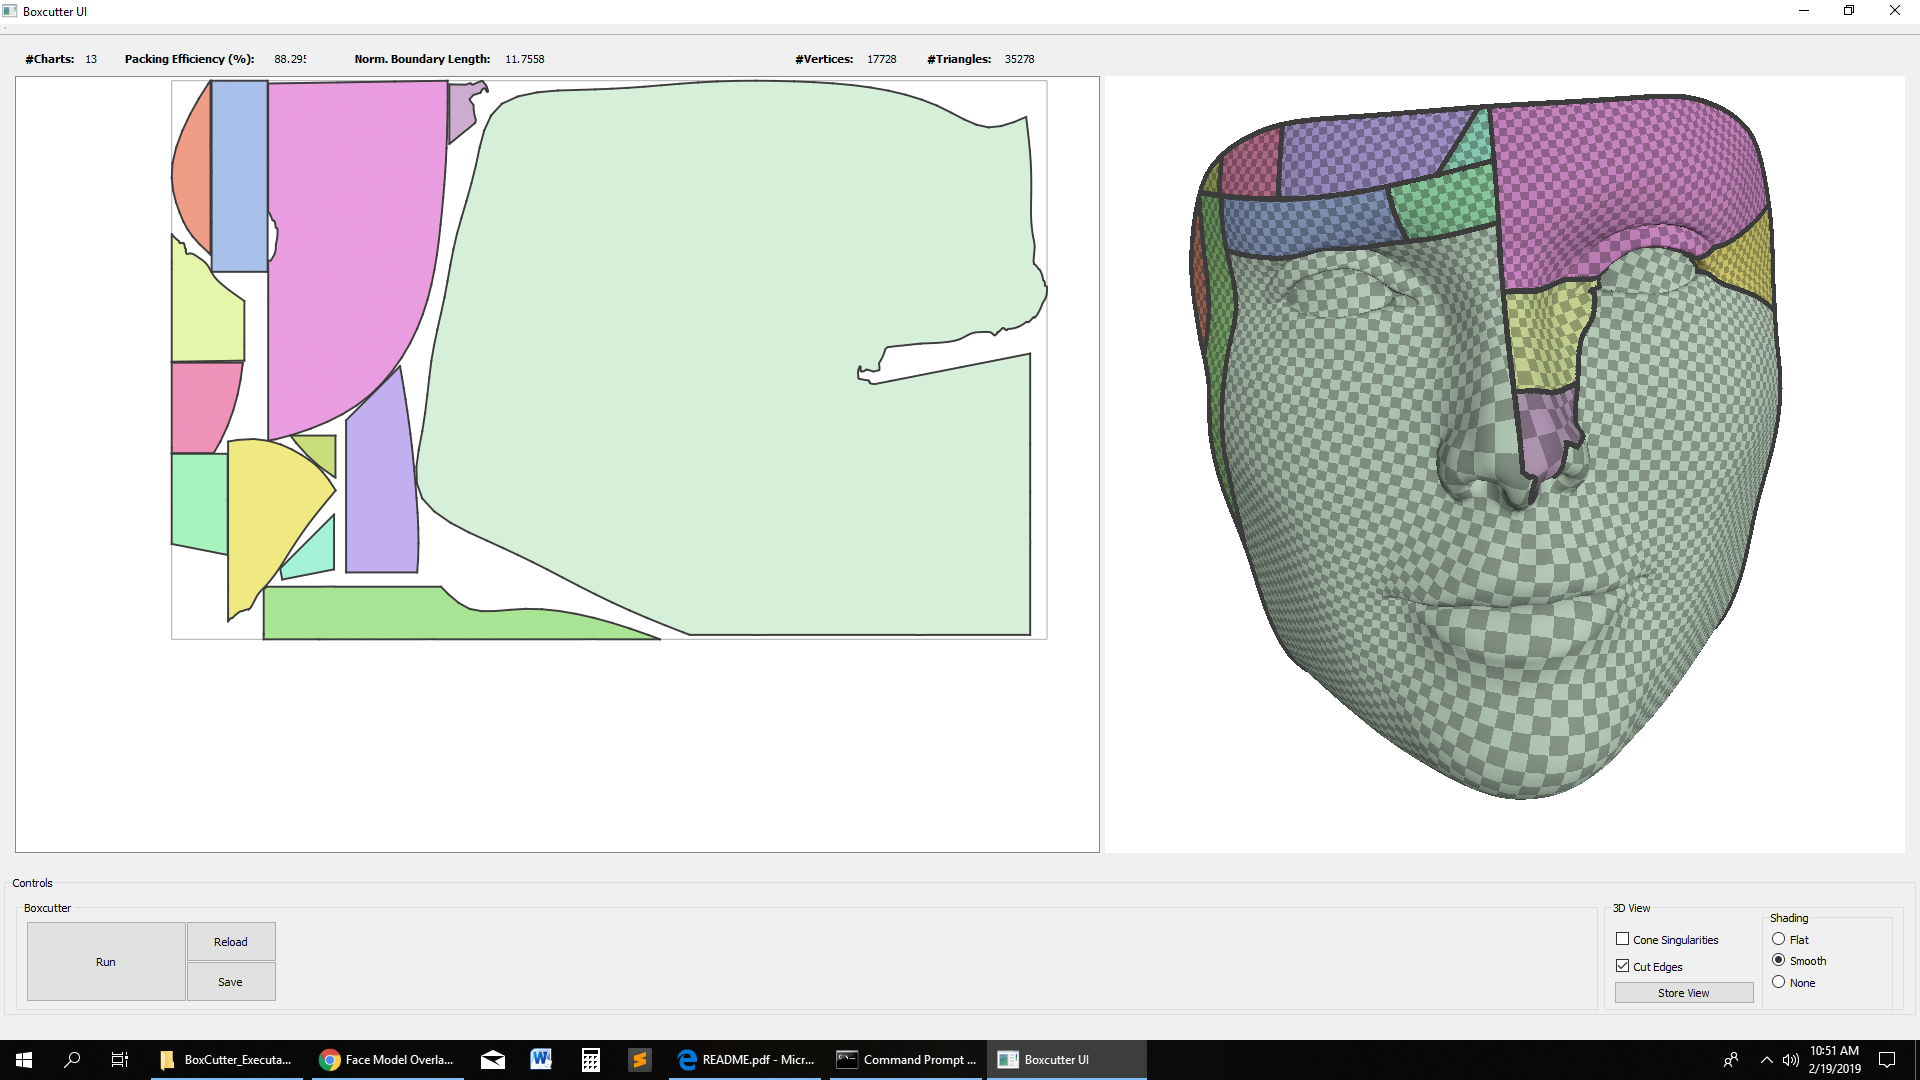 Boxcutter UI
#Charts: 13 Packing Efficiency (%): 88.295 Norm. Boundary Length: 11.7558 #Vertices: 17728 #Triangles: 35278
Controls
Boxcutter
Run
Reload
Save
3D View
Cone Singularities
Cut Edges
Store View
Shading
Flat
Smooth
None
BoxCutter_Executa... Face Model Overla... README.pdf - Micr... Command Prompt ... Boxcutter UI
10:51 AM
2/19/2019